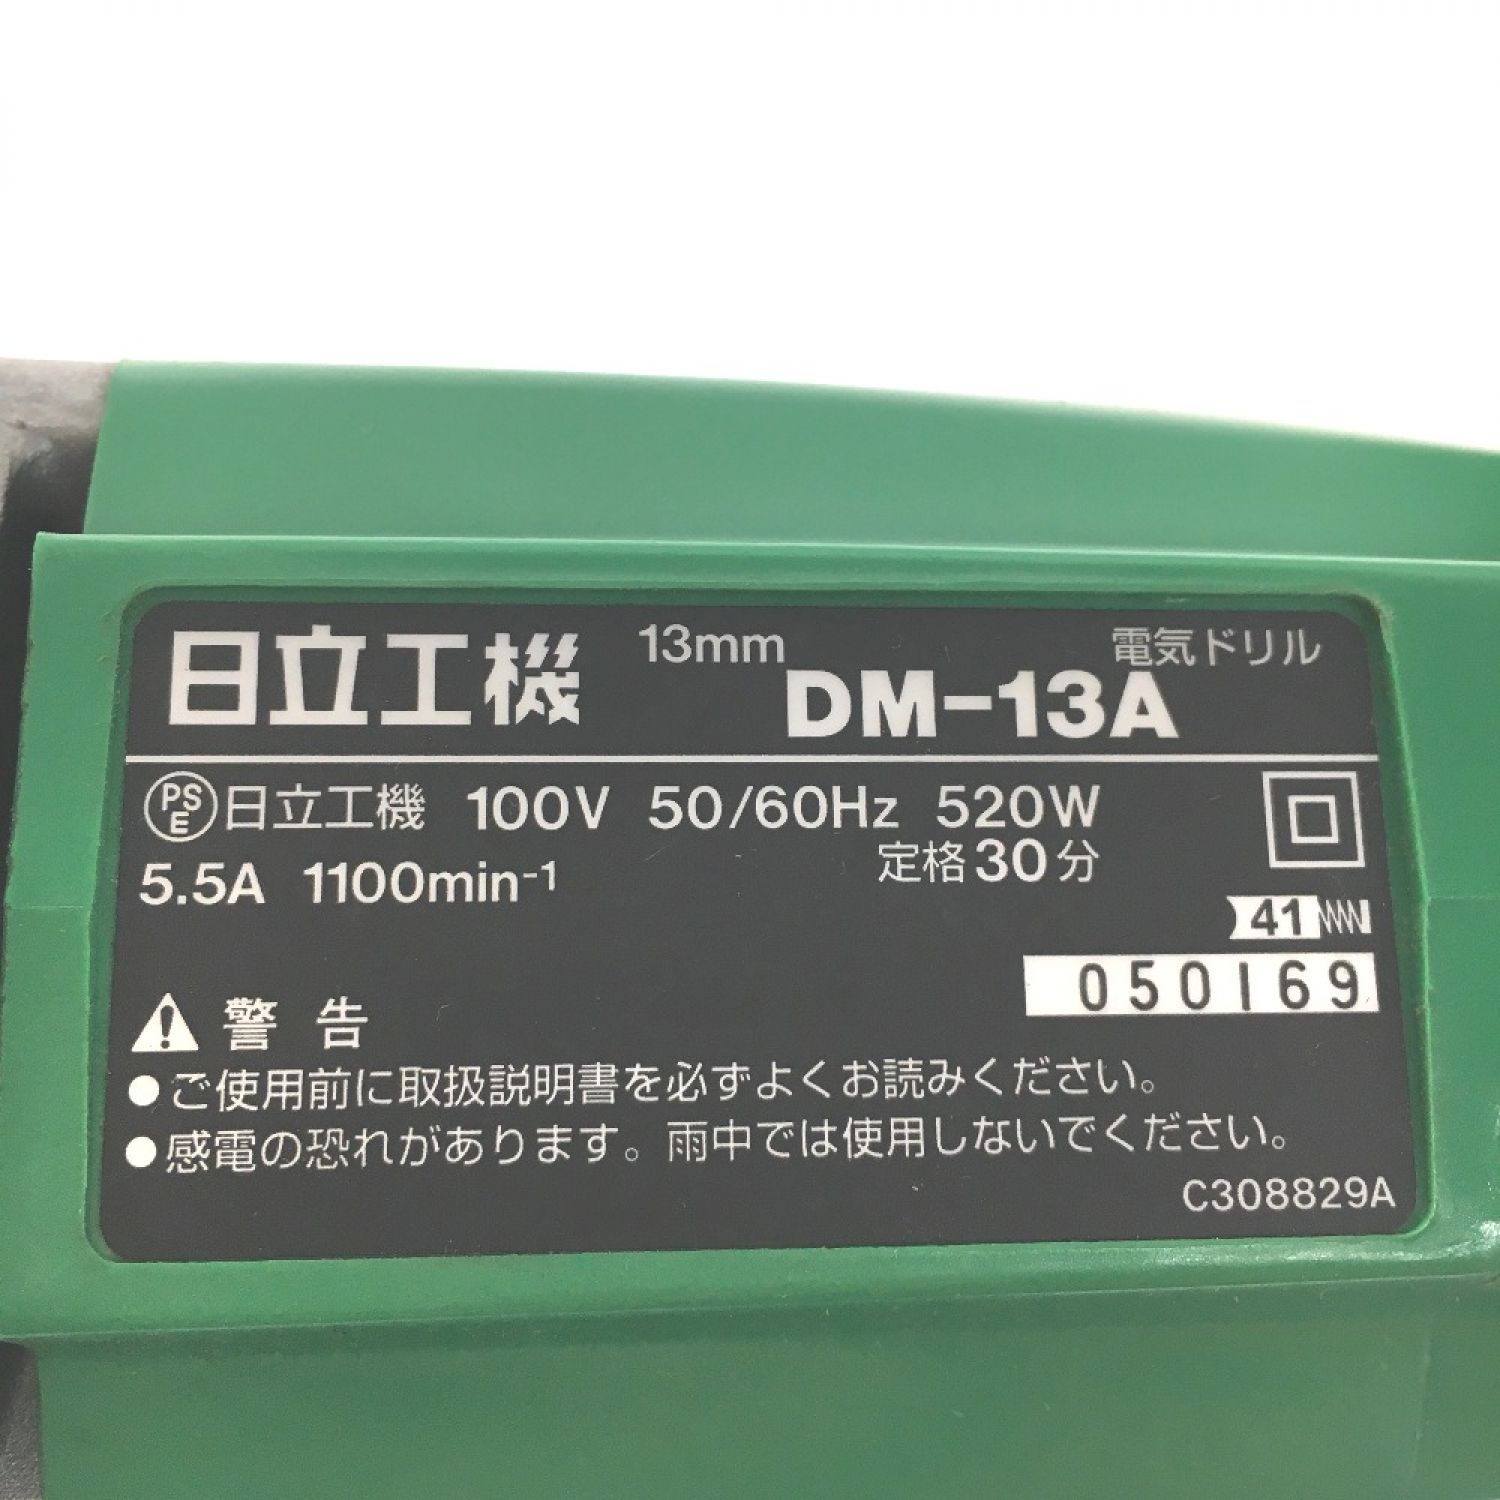 日立工機 13mm 電気ドリル
DM-13A
PSE 日立工機 100V 50/60Hz 520W
定格30分
5.5A 1100min-1
41
050169
警告
●ご使用前に取扱説明書を必ずよくお読みください。
●感電の恐れがあります。雨中では使用しないでください。
C308829A